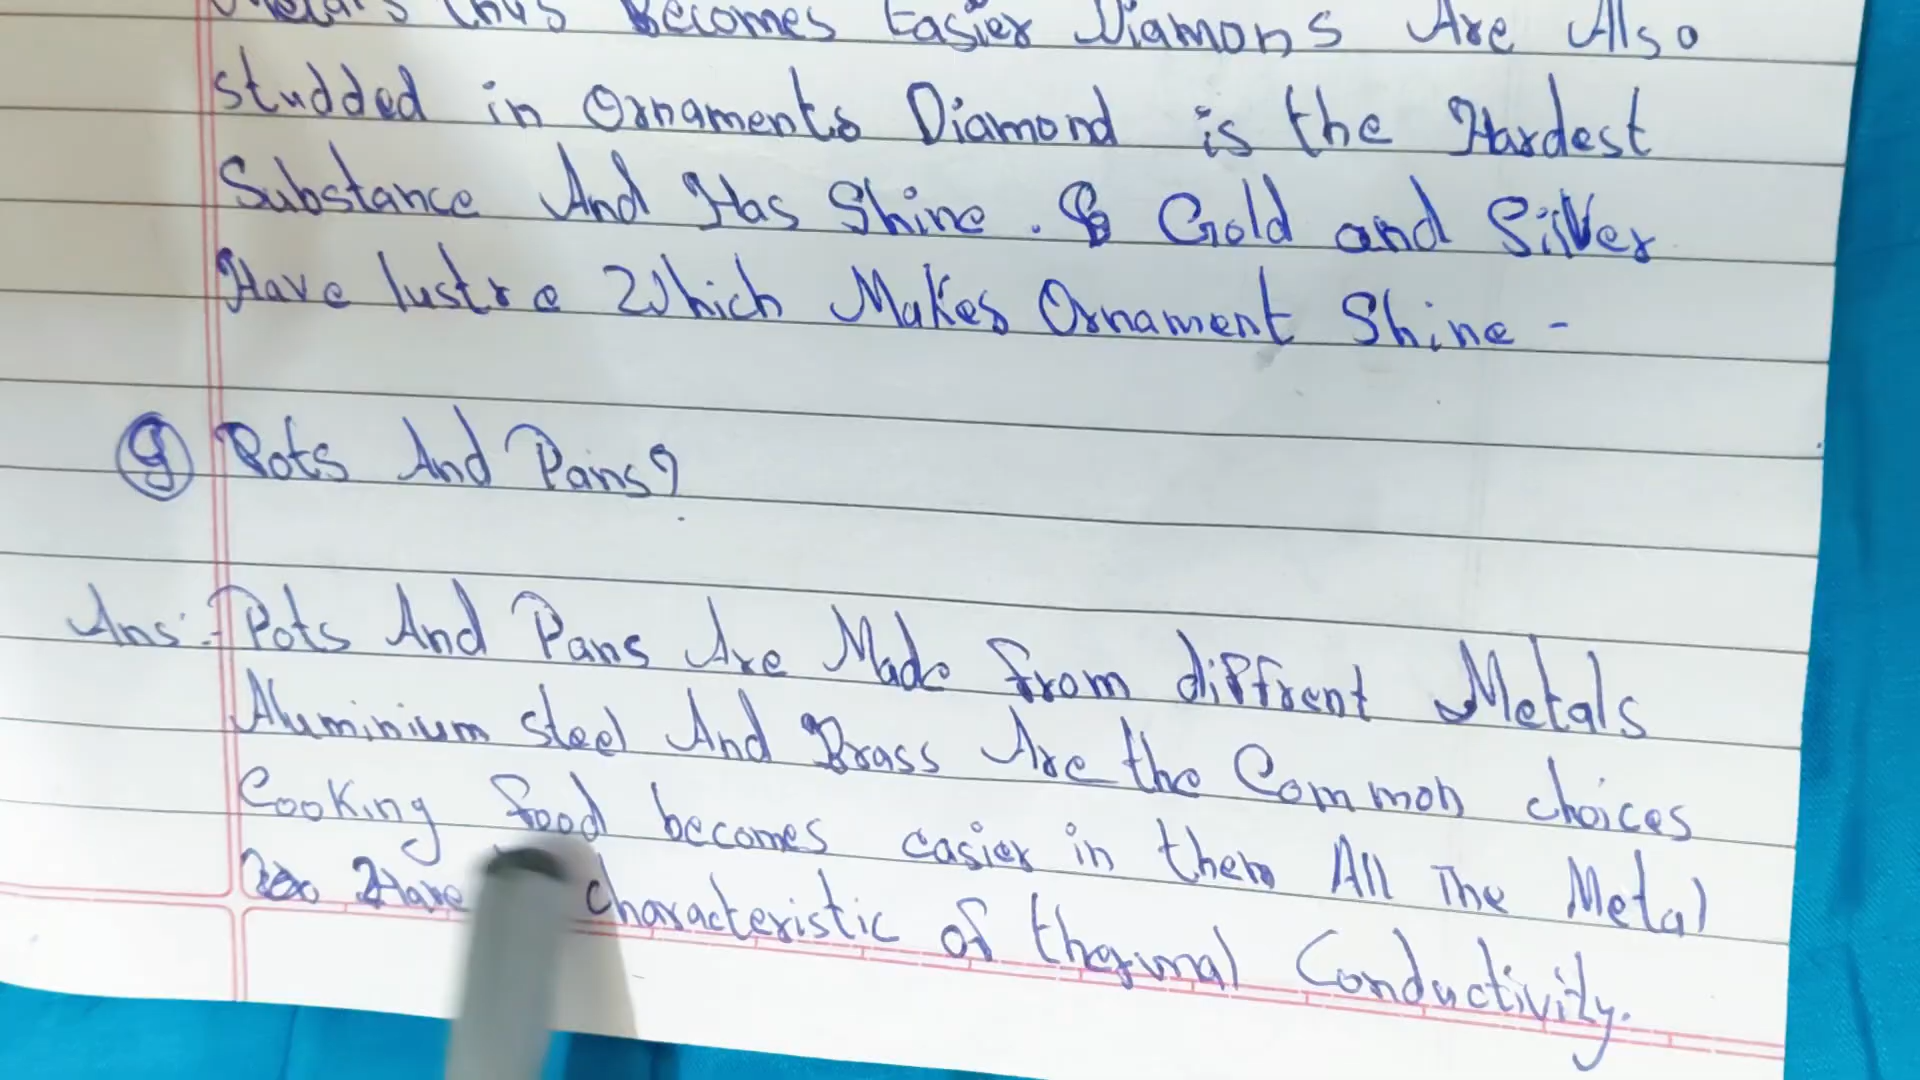 Metals thus Becomes Easier Diamons Are Also
studded in Ornaments Diamond is the Hardest
Substance And Has Shine. Gold and Silver
Have lustre Which Makes Ornament Shine -
g Pots And Pans?
Ans:- Pots And Pans Are Made from diffrent Metals
Aluminium steel And Brass Are the Common choices
Cooking food becomes easier in them All The Metal
Have characteristic of thermal Conductivity.